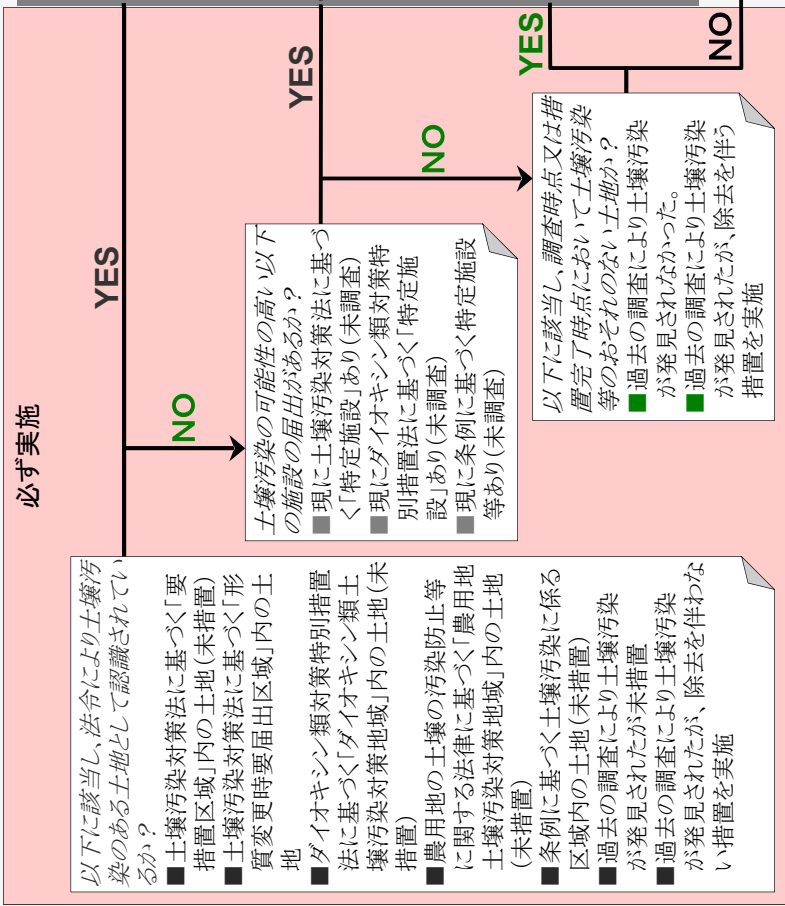 必ず実施
以下に該当し、法令により土壌汚
染のある土地として認識されてい
るか？
■土壌汚染対策法に基づく「要
措置区域」内の土地(未措置)
■土壌汚染対策法に基づく「形
質変更時要届出区域」内の土
地
■ダイオキシン類対策特別措置
法に基づく「ダイオキシン類土
壌汚染対策地域」内の土地(未
措置)
■農用地の土壌の汚染防止等
に関する法律に基づく「農用地
土壌汚染対策地域」内の土地
(未措置)
■条例に基づく土壌汚染に係る
区域内の土地(未措置)
■過去の調査により土壌汚染
が発見されたが未措置
■過去の調査により土壌汚染
が発見されたが、除去を伴わな
い措置を実施
YES
NO
土壌汚染の可能性の高い以下
の施設の届出があるか？
■現に土壌汚染対策法に基づ
く「特定施設」あり(未調査)
■現にダイオキシン類対策特
別措置法に基づく「特定施
設」あり(未調査)
■現に条例に基づく特定施設
等あり(未調査)
YES
NO
以下に該当し、調査時点又は措
置完了時点において土壌汚染
等のおそれのない土地か？
■過去の調査により土壌汚染
が発見されなかった。
■過去の調査により土壌汚染
が発見されたが、除去を伴う
措置を実施
YES
NO